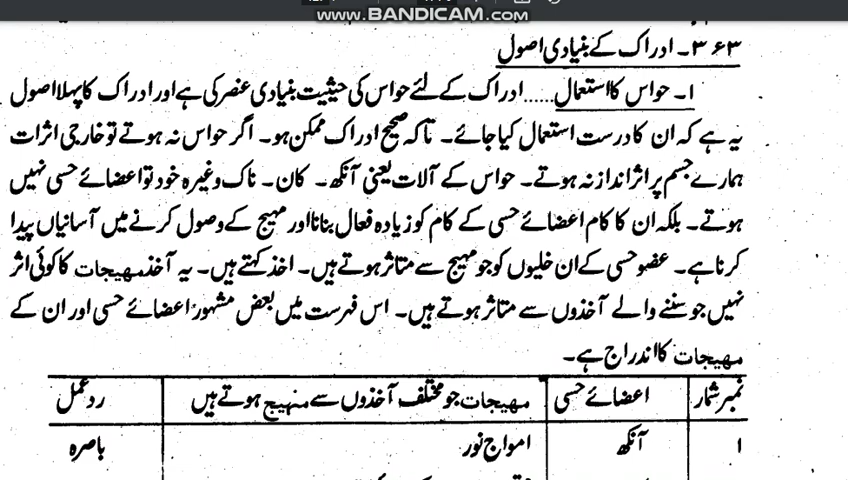 www.BANDICAM.com
۳ ء ۶ ۳ ۔ ادراک کے بنیادی اصول
۱۔ حواس کا استعمال ..... ادراک کے لئے حواس کی حیثیت بنیادی عنصر کی ہے اور ادراک کا پہلا اصول
یہ ہے کہ ان کا درست استعمال کیا جائے۔ تاکہ صحیح ادراک ممکن ہو۔ اگر حواس نہ ہوتے تو خارجی اثرات
ہمارے جسم پر اثر انداز نہ ہوتے۔ حواس کے آلات یعنی آنکھ۔ کان۔ ناک وغیرہ خود تو اعضائے حسی نہیں
ہوتے۔ بلکہ ان کا کام اعضائے حسی کے کام کو زیادہ فعال بنانا اور مہیج کے وصول کرنے میں آسانیاں پیدا
کرنا ہے۔ عضو حسی کے ان خلیوں کو جو مہیج سے متاثر ہوتے ہیں۔ اخذ کہتے ہیں۔ یہ آخذ مہیجات کا کوئی اثر
نہیں جو سننے والے آخذوں سے متاثر ہوتے ہیں۔ اس فہرست میں بعض مشہور اعضائے حسی اور ان کے
مہیجات کا اندراج ہے۔
نمبر شمار اعضائے حسی مہیجات جو مختلف آخذوں سے منہیج ہوتے ہیں ردعمل
۱ آنکھ امواج نور باصرہ